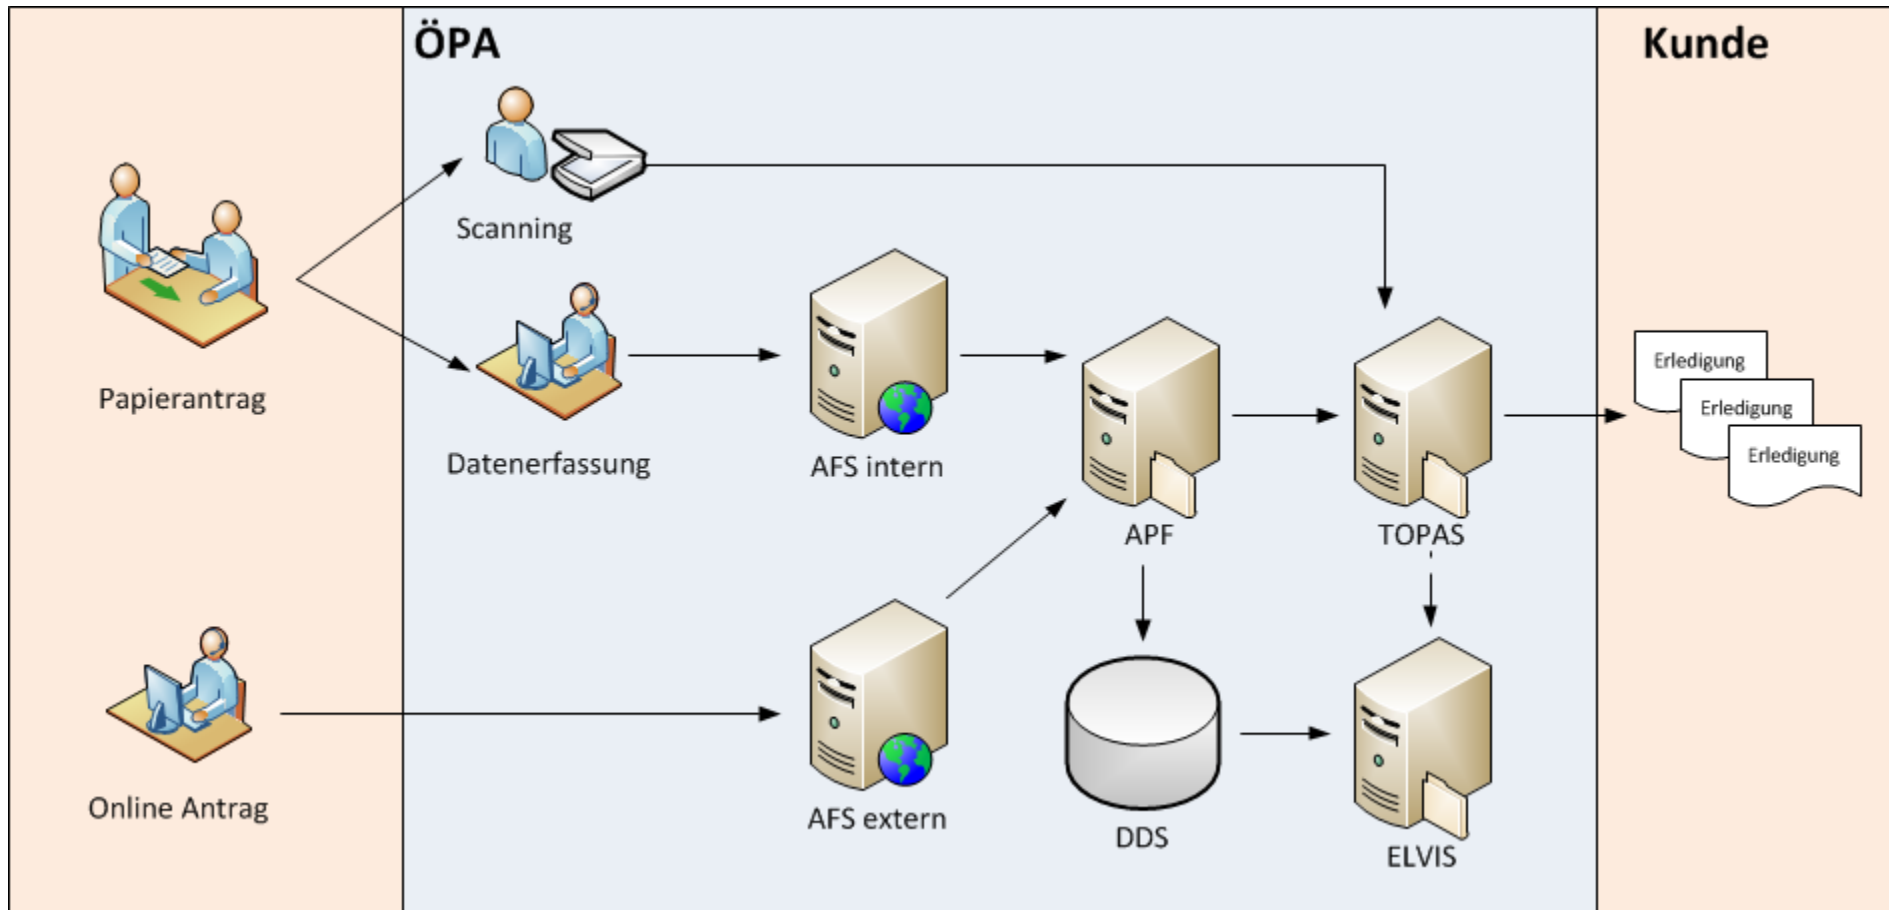 ÖPA
Kunde
Scanning
Papierantrag
Datenerfassung
AFS intern
APF
TOPAS
Erledigung
Erledigung
Erledigung
Online Antrag
AFS extern
DDS
ELVIS